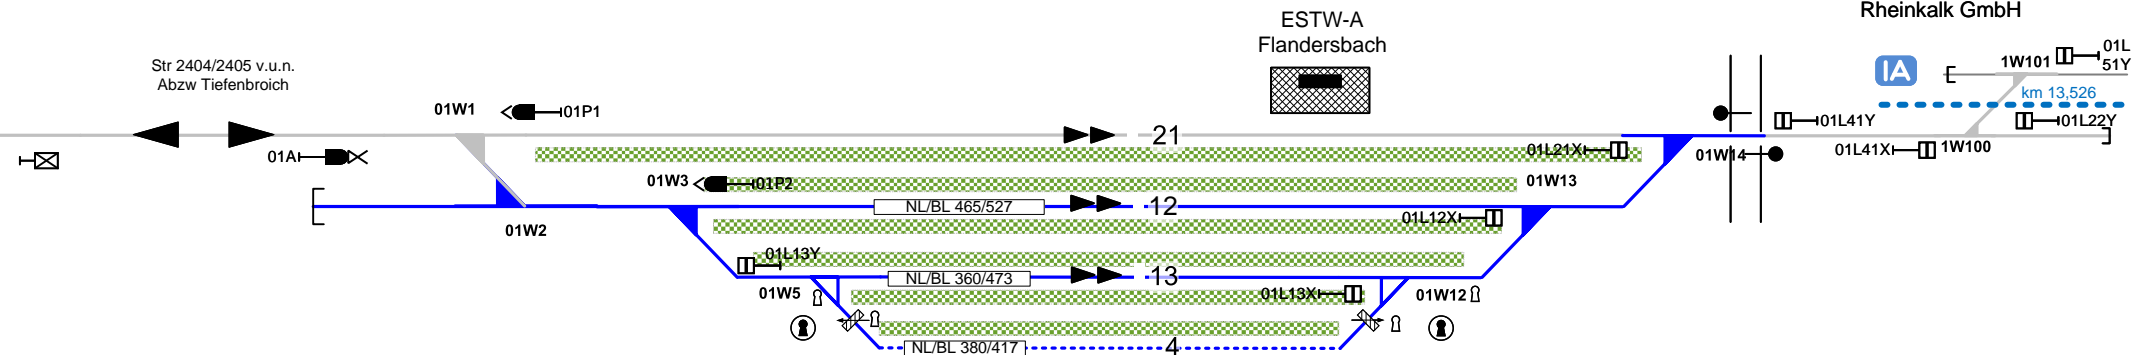 Rheinkalk GmbH
ESTW-A
Flandersbach
Str 2404/2405 v.u.n.
Abzw Tiefenbroich
01L
51Y
1W101
IA
km 13,526
01W1
01P1
01L41Y
01L22Y
21
01A
01L21X
01W14
01L41X
1W100
01W3
01P2
01W13
NL/BL 465/527
12
01L12X
01W2
01L13Y
NL/BL 360/473
13
01W5
01L13X
01W12
NL/BL 380/417
4